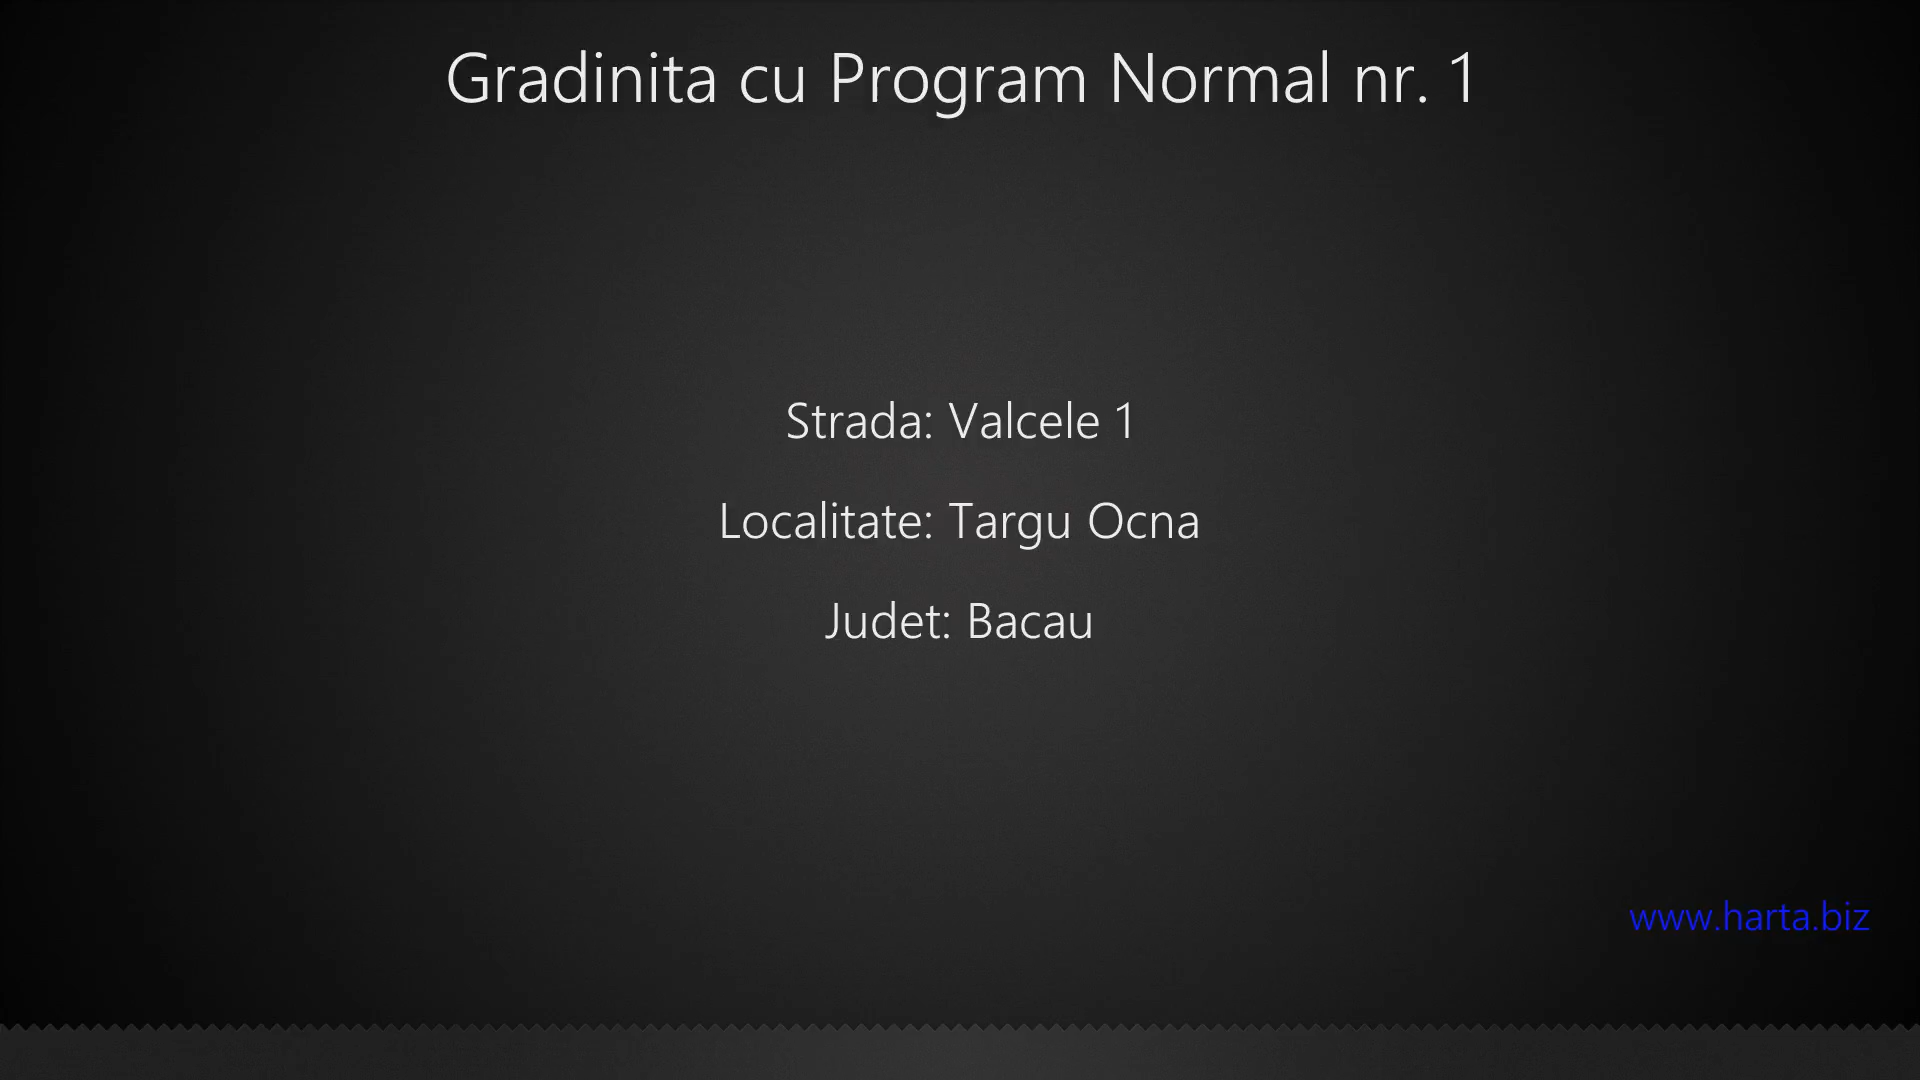 Gradinita cu Program Normal nr. 1
Strada: Valcele 1
Localitate: Targu Ocna
Judet: Bacau
www.harta.biz